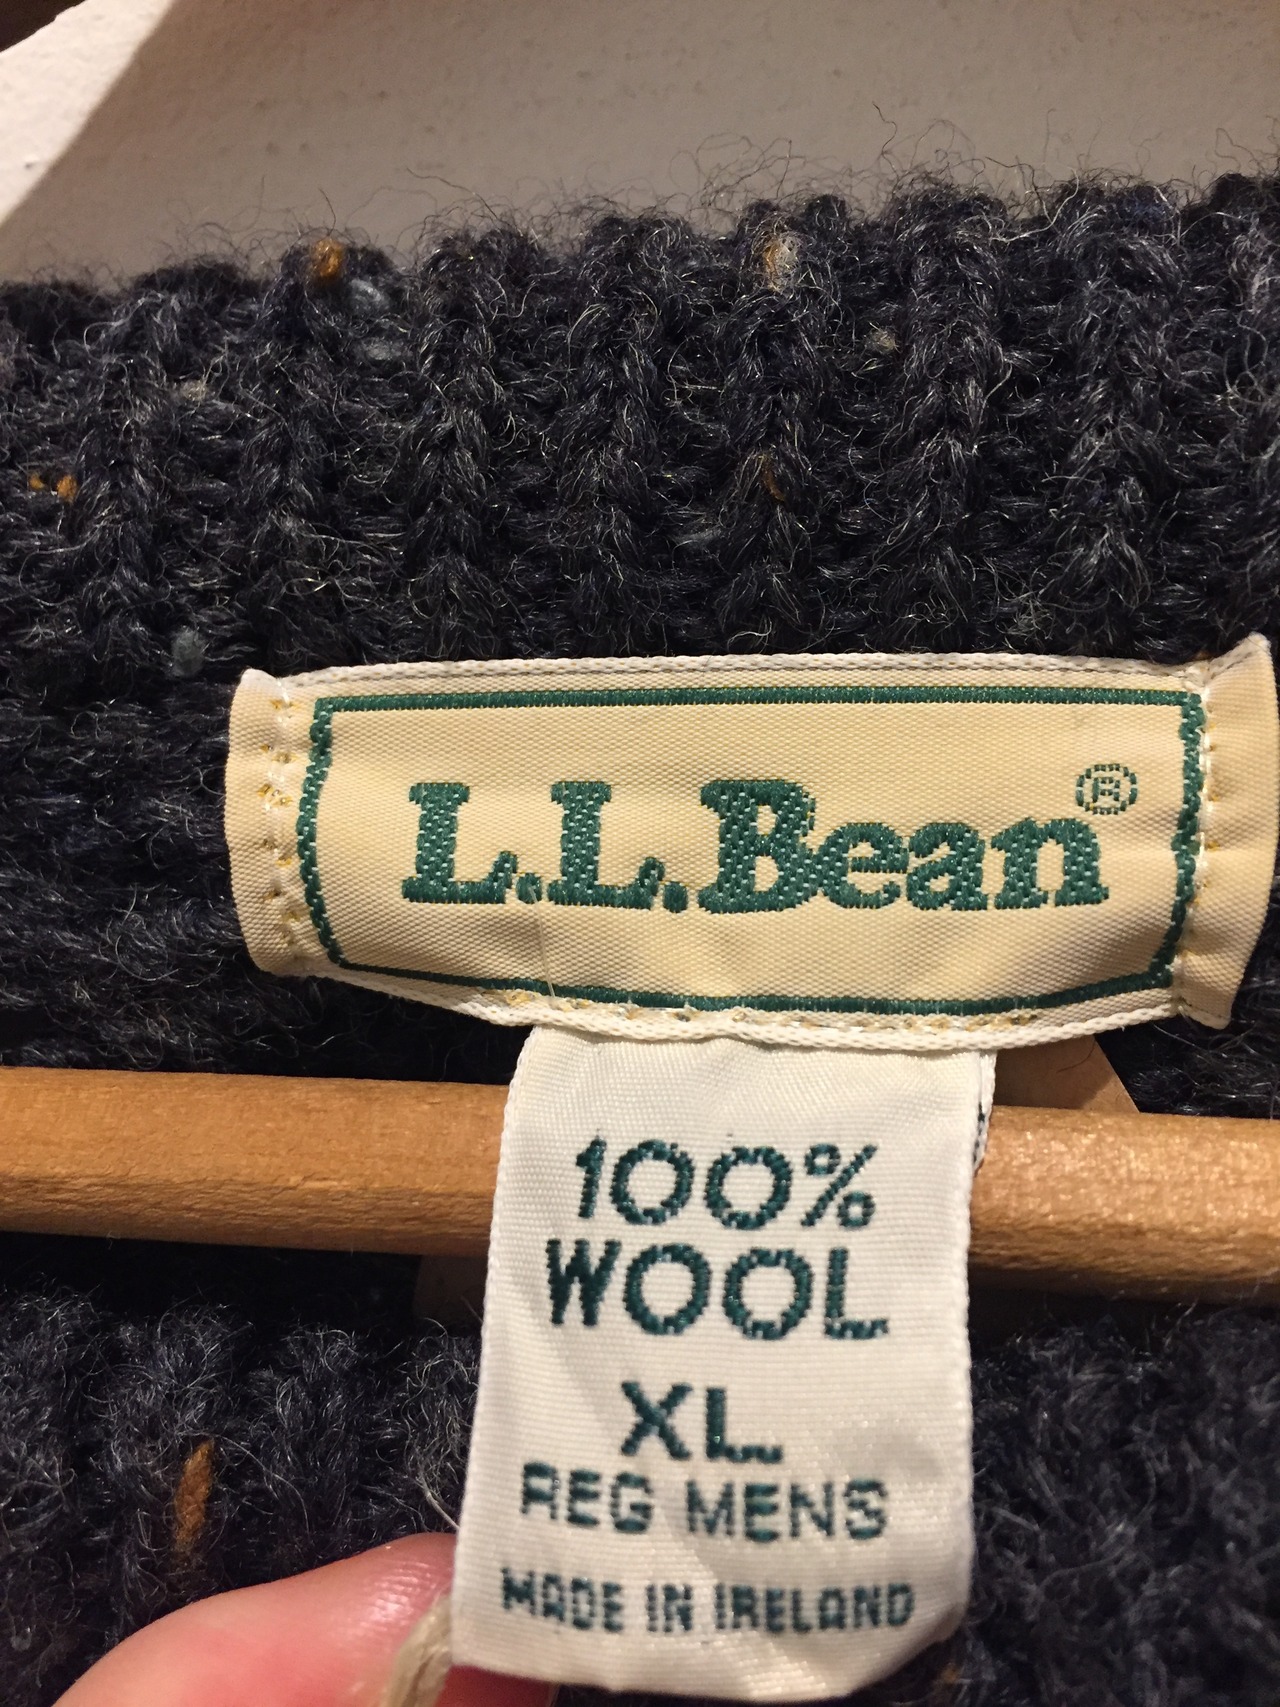 L.L.Bean®
100%
WOOL
XL
REG MENS
MADE IN IRELAND